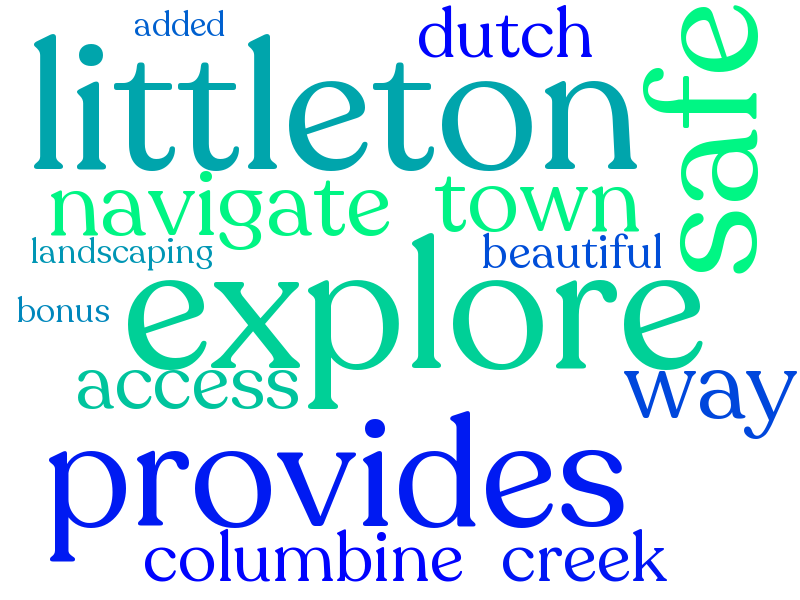 added
dutch
littleton
safe
navigate town
landscaping
beautiful
explore
bonus
access
way
provides
columbine creek